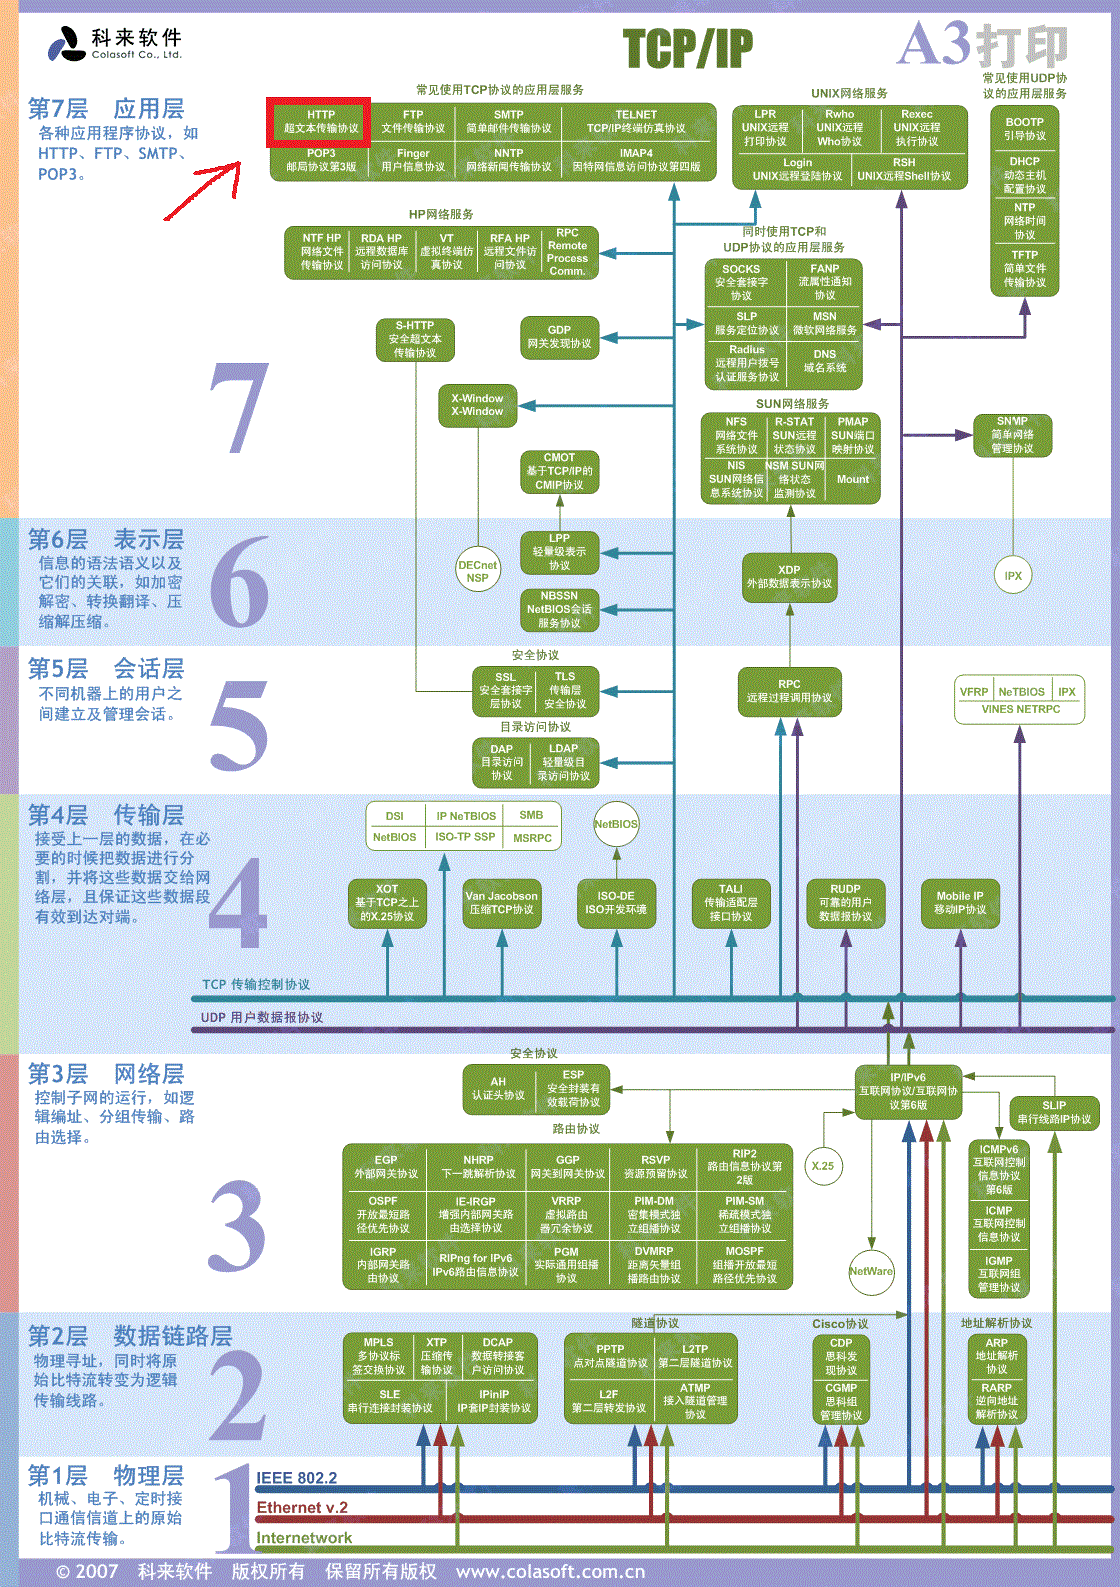 科来软件
Colasoft Co., Ltd.
TCP/IP
A3打印
第7层 应用层
各种应用程序协议，如
HTTP、FTP、SMTP、
POP3。
常见使用TCP协议的应用层服务
HTTP
超文本传输协议
FTP
文件传输协议
SMTP
简单邮件传输协议
TELNET
TCP/IP终端仿真协议
POP3
邮局协议第3版
Finger
用户信息协议
NNTP
网络新闻传输协议
IMAP4
因特网信息访问协议第四版
UNIX网络服务
LPR
UNIX远程
打印协议
Rwho
UNIX远程
Who协议
Rexec
UNIX远程
执行协议
Login
UNIX远程登陆协议
RSH
UNIX远程Shell协议
常见使用UDP协
议的应用层服务
BOOTP
引导协议
DHCP
动态主机
配置协议
NTP
网络时间
协议
TFTP
简单文件
传输协议
HP网络服务
NTF HP
网络文件
传输协议
RDA HP
远程数据库
访问协议
VT
虚拟终端仿
真协议
RFA HP
远程文件访
问协议
RPC
Remote
Process
Comm.
同时使用TCP和
UDP协议的应用层服务
SOCKS
安全套接字
协议
FANP
流属性通知
协议
SLP
服务定位协议
MSN
微软网络服务
Radius
远程用户拨号
认证服务协议
DNS
域名系统
S-HTTP
安全超文本
传输协议
GDP
网关发现协议
7
X-Window
X-Window
SUN网络服务
NFS
网络文件
系统协议
R-STAT
SUN远程
状态协议
PMAP
SUN端口
映射协议
NIS
SUN网络信
息系统协议
NSM SUN网
络状态
监测协议
Mount
SNMP
简单网络
管理协议
CMOT
基于TCP/IP的
CMIP协议
第6层 表示层
信息的语法语义以及
它们的关联，如加密
解密、转换翻译、压
缩解压缩。
6
LPP
轻量级表示
协议
DECnet
NSP
XDP
外部数据表示协议
IPX
NBSSN
NetBIOS会话
服务协议
第5层 会话层
不同机器上的用户之
间建立及管理会话。
5
安全协议
SSL
安全套接字
层协议
TLS
传输层
安全协议
RPC
远程过程调用协议
VFRP
NeTBIOS
IPX
VINES NETRPC
目录访问协议
DAP
目录访问
协议
LDAP
轻量级目
录访问协议
第4层 传输层
接受上一层的数据，在必
要的时候把数据进行分
割，并将这些数据交给网
络层，且保证这些数据段
有效到达对端。
4
DSI
IP NeTBIOS
SMB
NetBIOS
ISO-TP SSP
MSRPC
NetBIOS
XOT
基于TCP之上
的X.25协议
Van Jacobson
压缩TCP协议
ISO-DE
ISO开发环境
TALI
传输适配层
接口协议
RUDP
可靠的用户
数据报协议
Mobile IP
移动IP协议
TCP 传输控制协议
UDP 用户数据报协议
第3层 网络层
控制子网的运行，如逻
辑编址、分组传输、路
由选择。
3
安全协议
AH
认证头协议
ESP
安全封装有
效载荷协议
IP/IPv6
互联网协议/互联网协
议第6版
SLIP
串行线路IP协议
路由协议
EGP
外部网关协议
NHRP
下一跳解析协议
GGP
网关到网关协议
RSVP
资源预留协议
RIP2
路由信息协议第
2版
OSPF
开放最短路
径优先协议
IE-IRGP
增强内部网关路
由选择协议
VRRP
虚拟路由
器冗余协议
PIM-DM
密集模式独
立组播协议
PIM-SM
稀疏模式独
立组播协议
IGRP
内部网关路
由协议
RIPng for IPv6
IPv6路由信息协议
PGM
实际通用组播
协议
DVMRP
距离矢量组
播路由协议
MOSPF
组播开放最短
路径优先协议
X.25
NetWare
ICMPv6
互联网控制
信息协议
第6版
ICMP
互联网控制
信息协议
IGMP
互联网组
管理协议
第2层 数据链路层
物理寻址，同时将原
始比特流转变为逻辑
传输线路。
2
MPLS
多协议标
签交换协议
XTP
压缩传
输协议
DCAP
数据转接客
户访问协议
SLE
串行连接封装协议
IPinIP
IP套IP封装协议
隧道协议
PPTP
点对点隧道协议
L2TP
第二层隧道协议
L2F
第二层转发协议
ATMP
接入隧道管理
协议
Cisco协议
CDP
思科发
现协议
CGMP
思科组
管理协议
地址解析协议
ARP
地址解析
协议
RARP
逆向地址
解析协议
第1层 物理层
机械、电子、定时接
口通信信道上的原始
比特流传输。
1
IEEE 802.2
Ethernet v.2
Internetwork
© 2007 科来软件 版权所有 保留所有版权 www.colasoft.com.cn